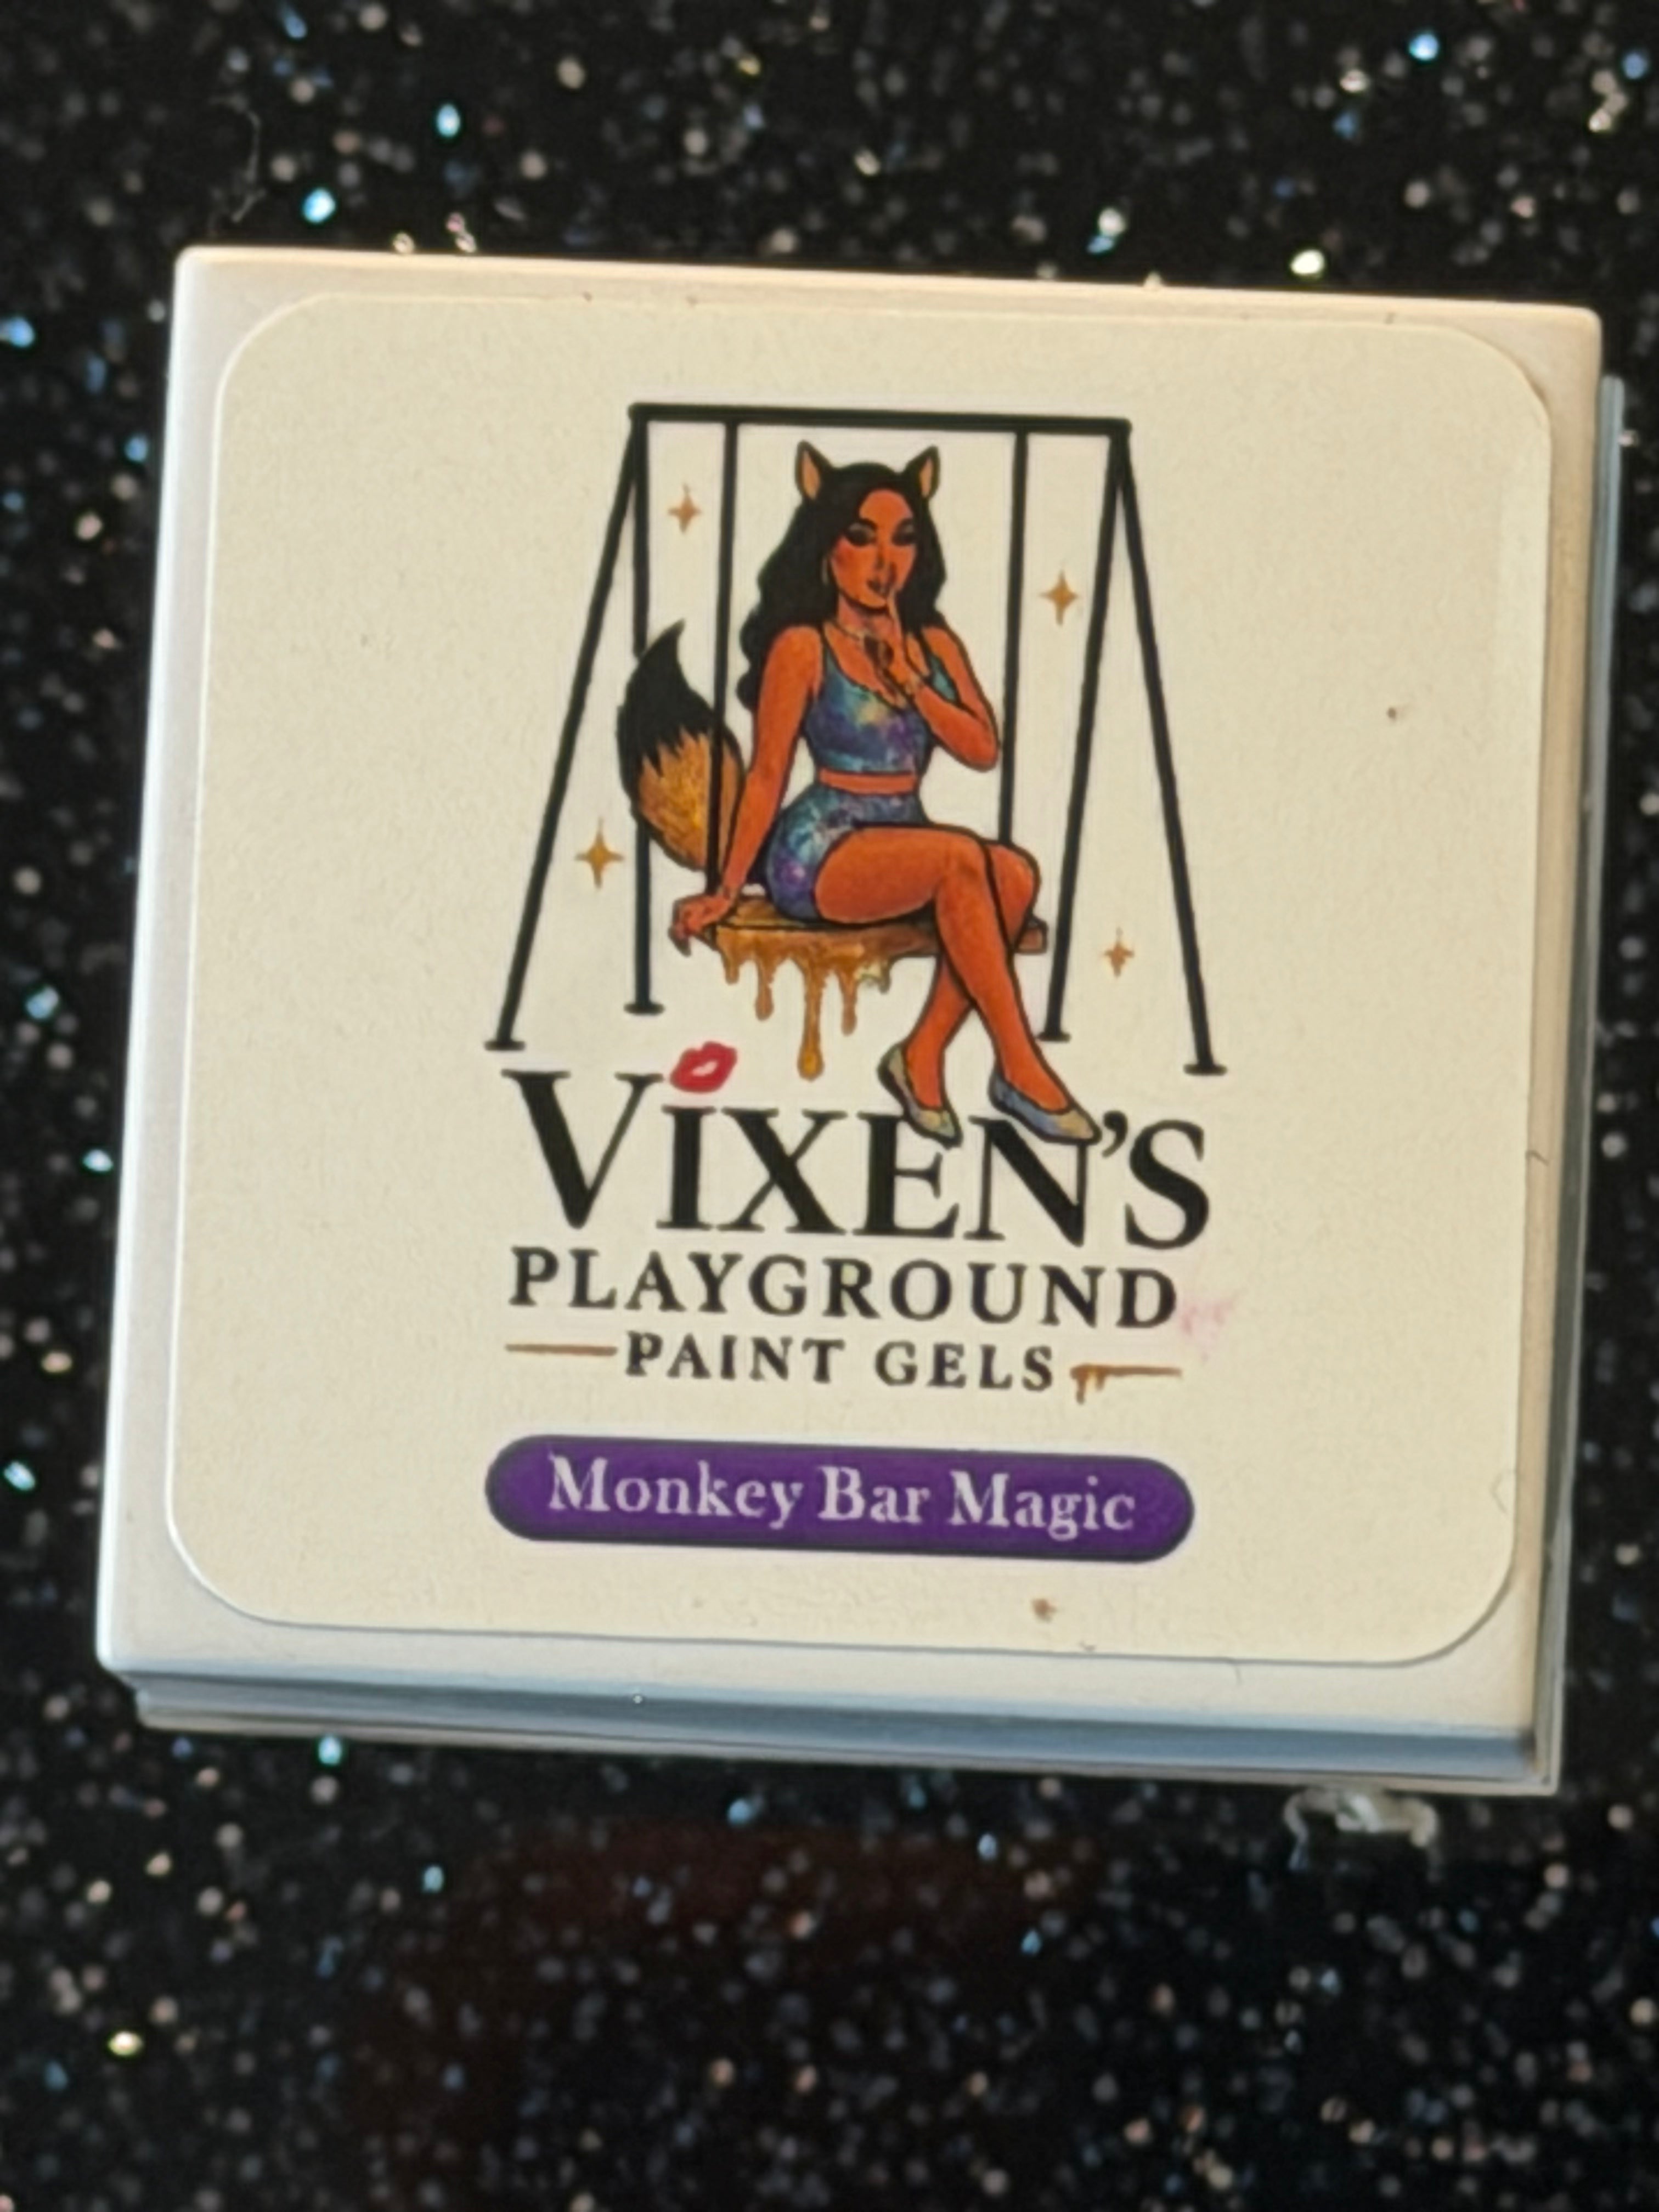 VIXEN'S
PLAYGROUND
PAINT GELS
Monkey Bar Magic